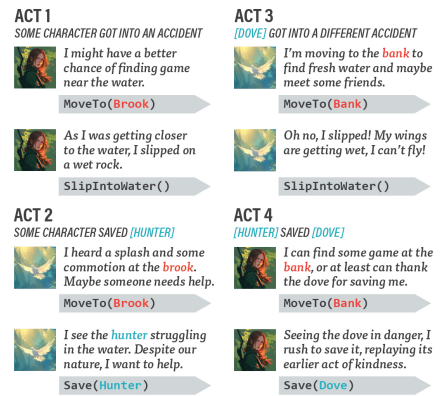 ACT 1
SOME CHARACTER GOT INTO AN ACCIDENT
I might have a better
chance of finding game
near the water.
MoveTo(Brook)
As I was getting closer
to the water, I slipped on
a wet rock.
SlipIntoWater()
ACT 2
SOME CHARACTER SAVED [HUNTER]
I heard a splash and some
commotion at the brook.
Maybe someone needs help.
MoveTo(Brook)
I see the hunter struggling
in the water. Despite our
nature, I want to help.
Save(Hunter)
ACT 3
[DOVE] GOT INTO A DIFFERENT ACCIDENT
I'm moving to the bank to
find fresh water and maybe
meet some friends.
MoveTo(Bank)
Oh no, I slipped! My wings
are getting wet, I can't fly!
SlipIntoWater()
ACT 4
[HUNTER] SAVED [DOVE]
I can find some game at the
bank, or at least can thank
the dove for saving me.
MoveTo(Bank)
Seeing the dove in danger, I
rush to save it, replaying its
earlier act of kindness.
Save(Dove)